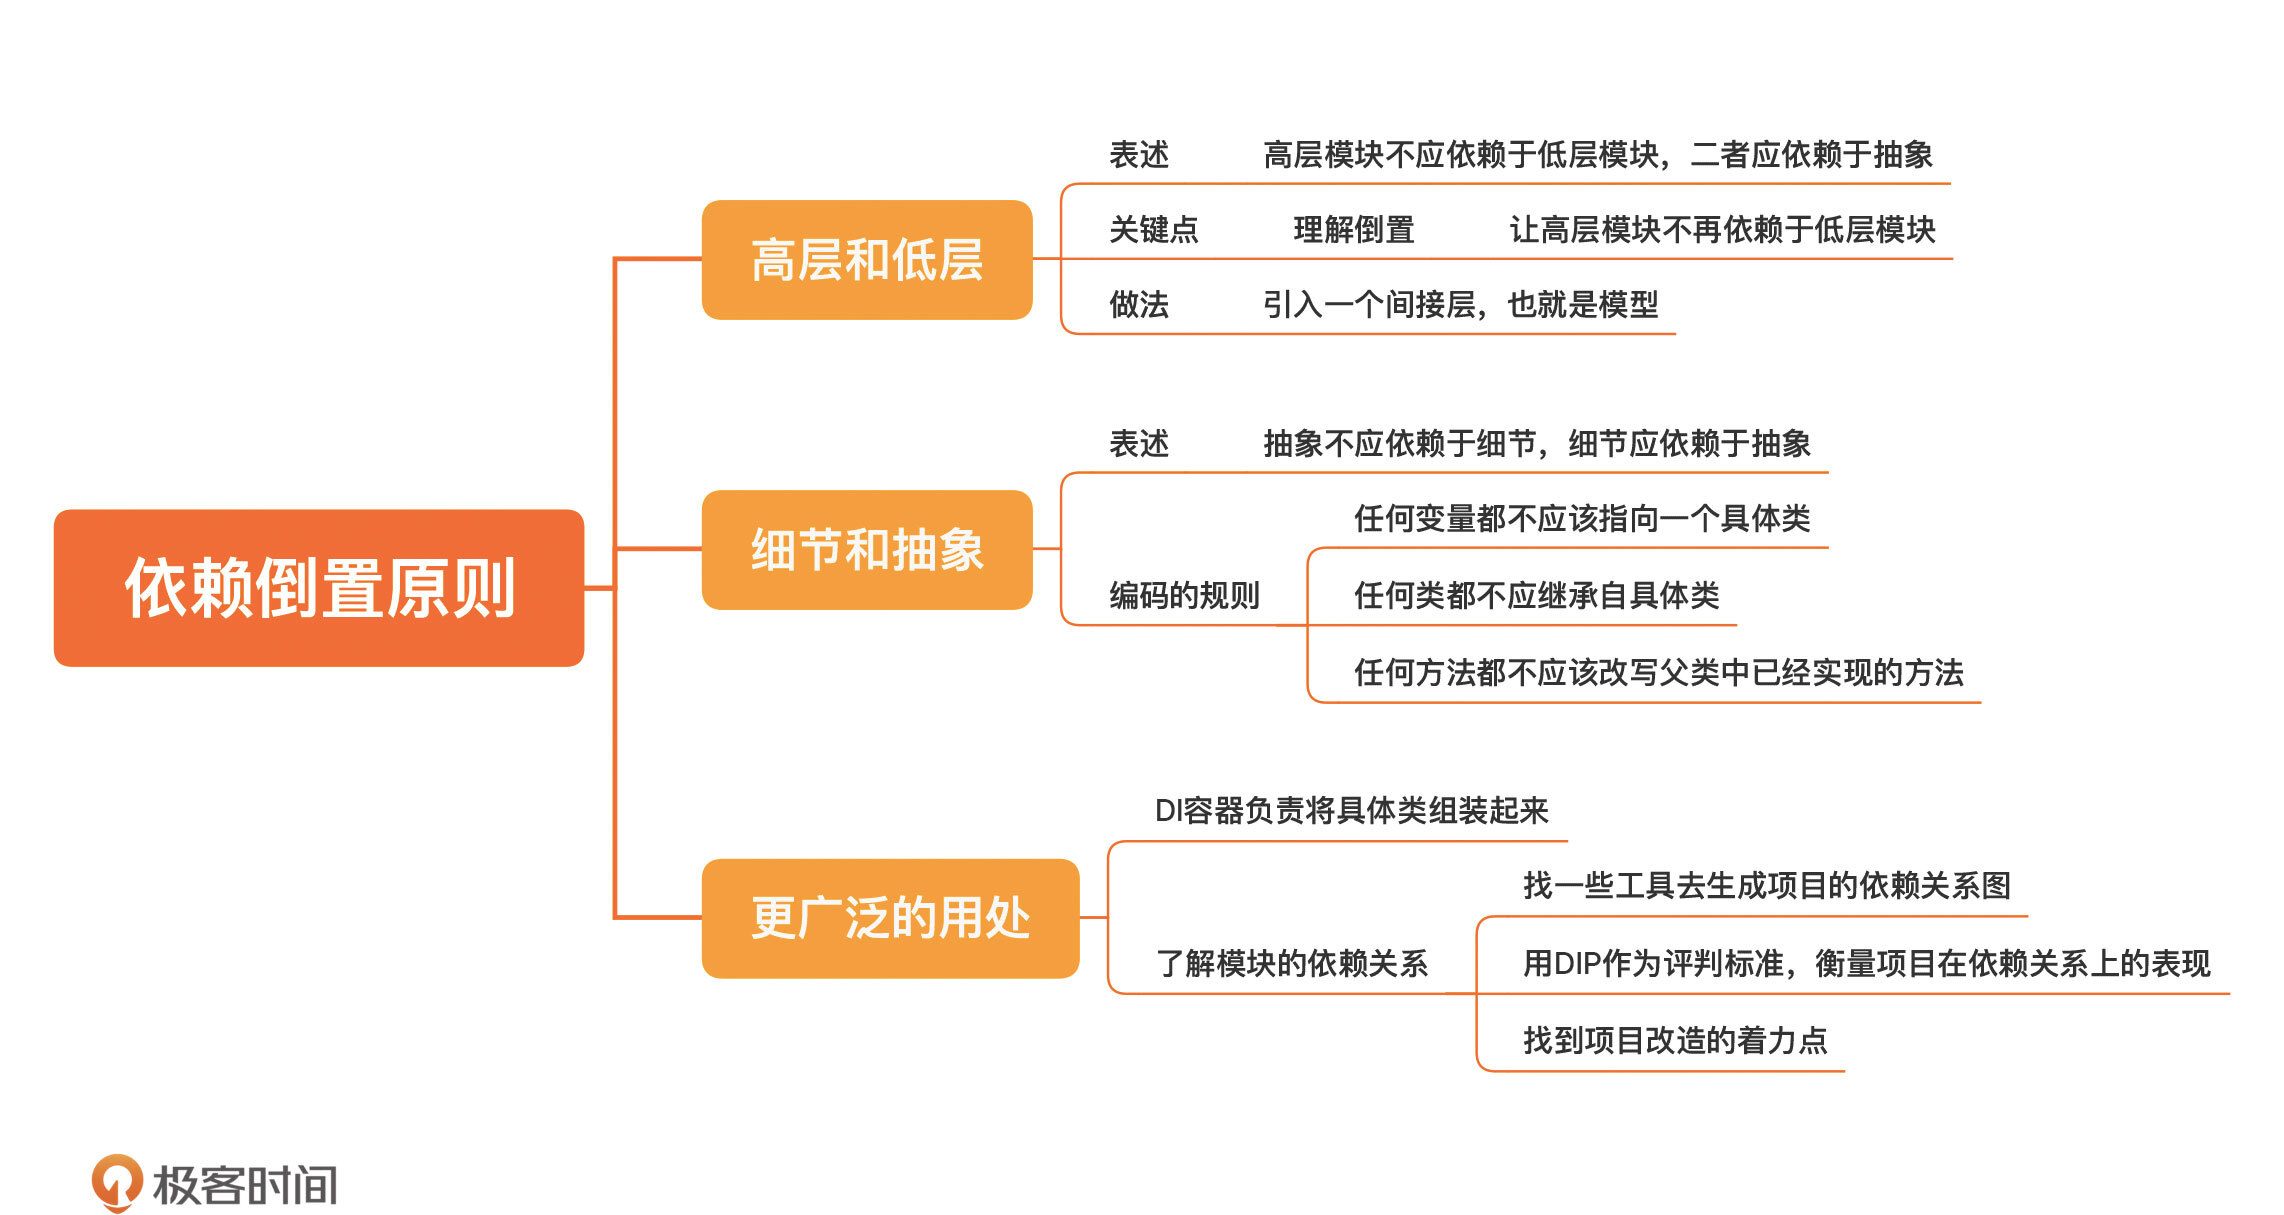 依赖倒置原则
高层和低层
表述 高层模块不应依赖于低层模块，二者应依赖于抽象
关键点 理解倒置 让高层模块不再依赖于低层模块
做法 引入一个间接层，也就是模型
细节和抽象
表述 抽象不应依赖于细节，细节应依赖于抽象
编码的规则
任何变量都不应该指向一个具体类
任何类都不应继承自具体类
任何方法都不应该改写父类中已经实现的方法
更广泛的用处
DI容器负责将具体类组装起来
了解模块的依赖关系
找一些工具去生成项目的依赖关系图
用DIP作为评判标准，衡量项目在依赖关系上的表现
找到项目改造的着力点
极客时间